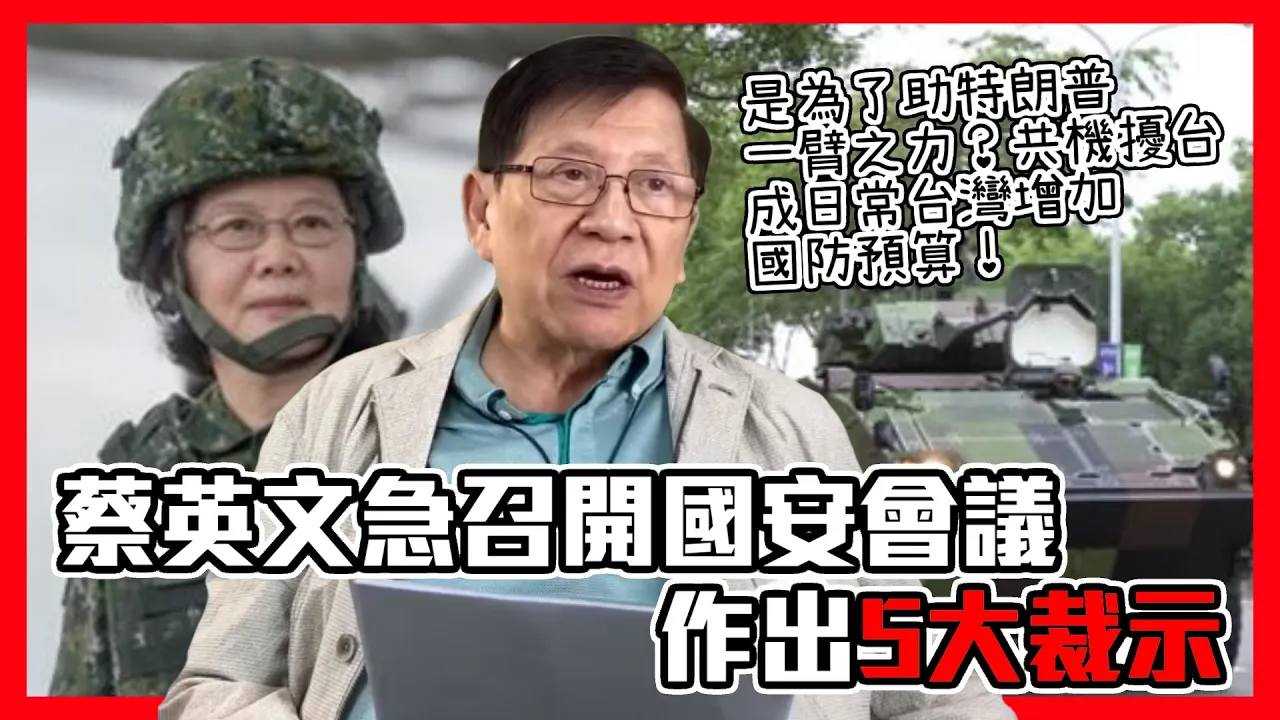 是為了助特朗普
一臂之力？共機擾台
成日常台灣增加
國防預算！
蔡英文急召開國安會議
作出5大裁示